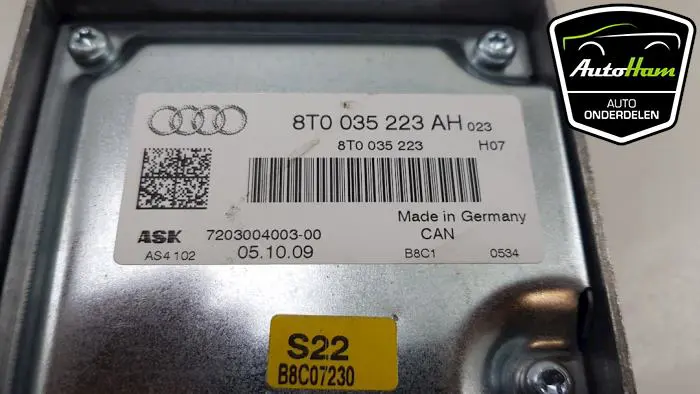 AutoHam
AUTO
ONDERDELEN
8T0 035 223 AH 023
8T0 035 223 H07
Made in Germany
ASK 7203004003-00 CAN
AS4 102 05.10.09 B8C1 0534
S22
B8C07230